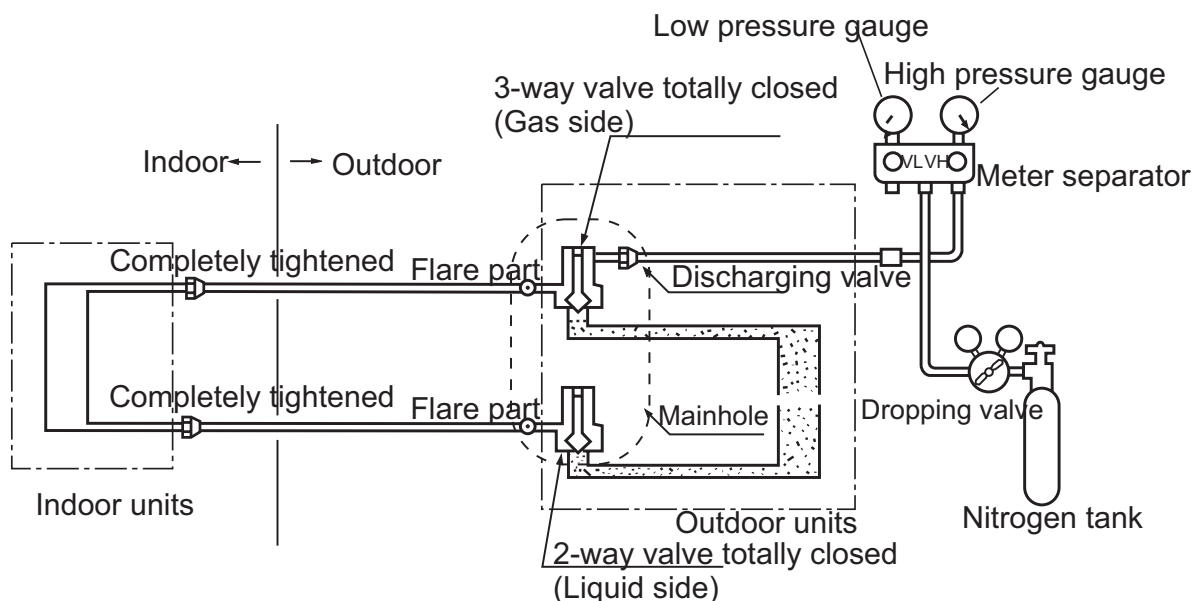 Low pressure gauge
High pressure gauge
3-way valve totally closed
(Gas side)
Indoor
Outdoor
VL VH
Meter separator
Completely tightened
Flare part
Discharging valve
Completely tightened
Flare part
Mainhole
Dropping valve
Indoor units
Outdoor units
Nitrogen tank
2-way valve totally closed
(Liquid side)